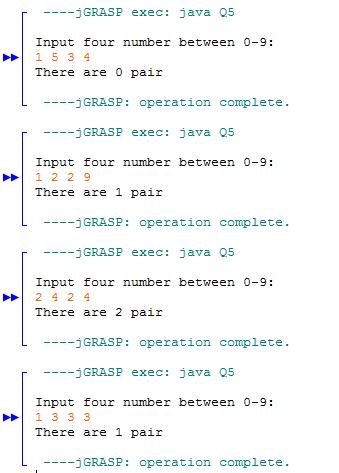 ----jGRASP exec: java Q5
Input four number between 0-9:
1 5 3 4
There are 0 pair
----jGRASP: operation complete.
----jGRASP exec: java Q5
Input four number between 0-9:
1 2 2 9
There are 1 pair
----jGRASP: operation complete.
----jGRASP exec: java Q5
Input four number between 0-9:
2 4 2 4
There are 2 pair
----jGRASP: operation complete.
----jGRASP exec: java Q5
Input four number between 0-9:
1 3 3 3
There are 1 pair
----jGRASP: operation complete.